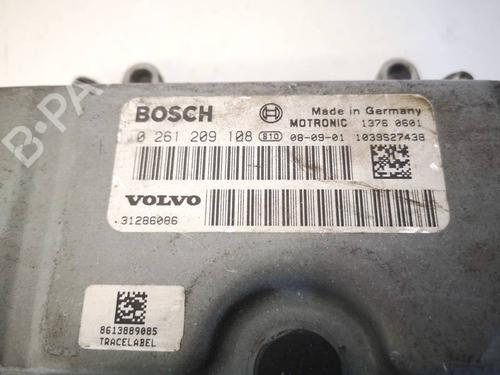 BOSCH
Made in Germany
MOTRONIC 1376 0601
0 261 209 108 810 08-09-01 1039S27438
VOLVO
31286086
8613889085
TRACELABEL
B-PA